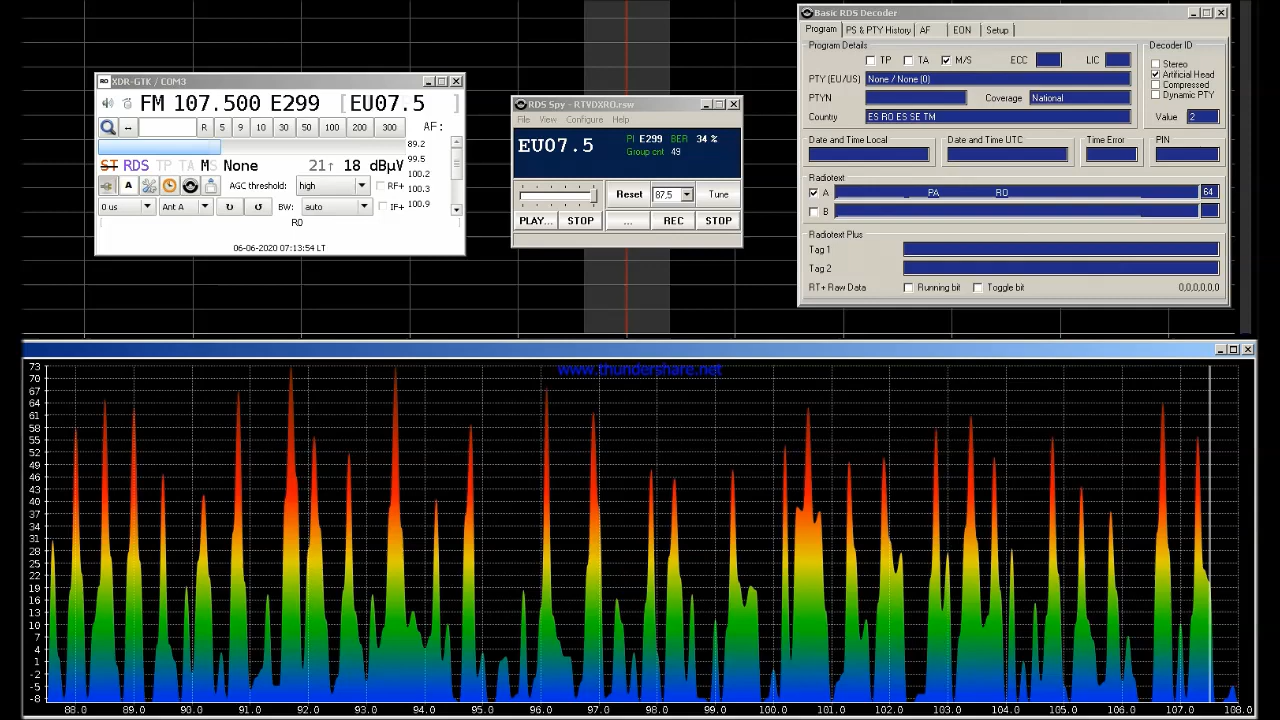 XDR-GTK / COM3
FM 107.500 E299 [EU07.5 ]
R 5 9 10 30 50 100 200 300 AF:
89.2
99.5
100.2
100.3
100.9
ST RDS TP TA MS None 21↑ 18 dBµV
A AGC threshold: high RF+
0 us Ant A BW: auto IF+
RO
06-06-2020 07:13:54 LT
RDS Spy - RTVDXRO.rsw
File View Configure Help
EU07.5 PI E299 BER 34 %
Group cnt 49
Reset 87,5 Tune
PLAY... STOP ... REC STOP
Basic RDS Decoder
Program PS & PTY History AF EON Setup
Program Details
TP TA M/S ECC LIC
PTY (EU/US) None / None (0)
PTYN Coverage National
Country ES RO ES SE TM
Decoder ID
Stereo
Artificial Head
Compressed
Dynamic PTY
Value 2
Date and Time Local Date and Time UTC Time Error PIN
Radiotext
A PA RO 64
B
Radiotext Plus
Tag 1
Tag 2
RT+ Raw Data Running bit Toggle bit 0,0,0,0,0.0
www.thundershare.net
73
70
67
64
61
58
55
52
49
46
43
40
37
34
31
28
25
22
19
16
13
10
7
4
1
-2
-5
-8
88.0 89.0 90.0 91.0 92.0 93.0 94.0 95.0 96.0 97.0 98.0 99.0 100.0 101.0 102.0 103.0 104.0 105.0 106.0 107.0 108.0